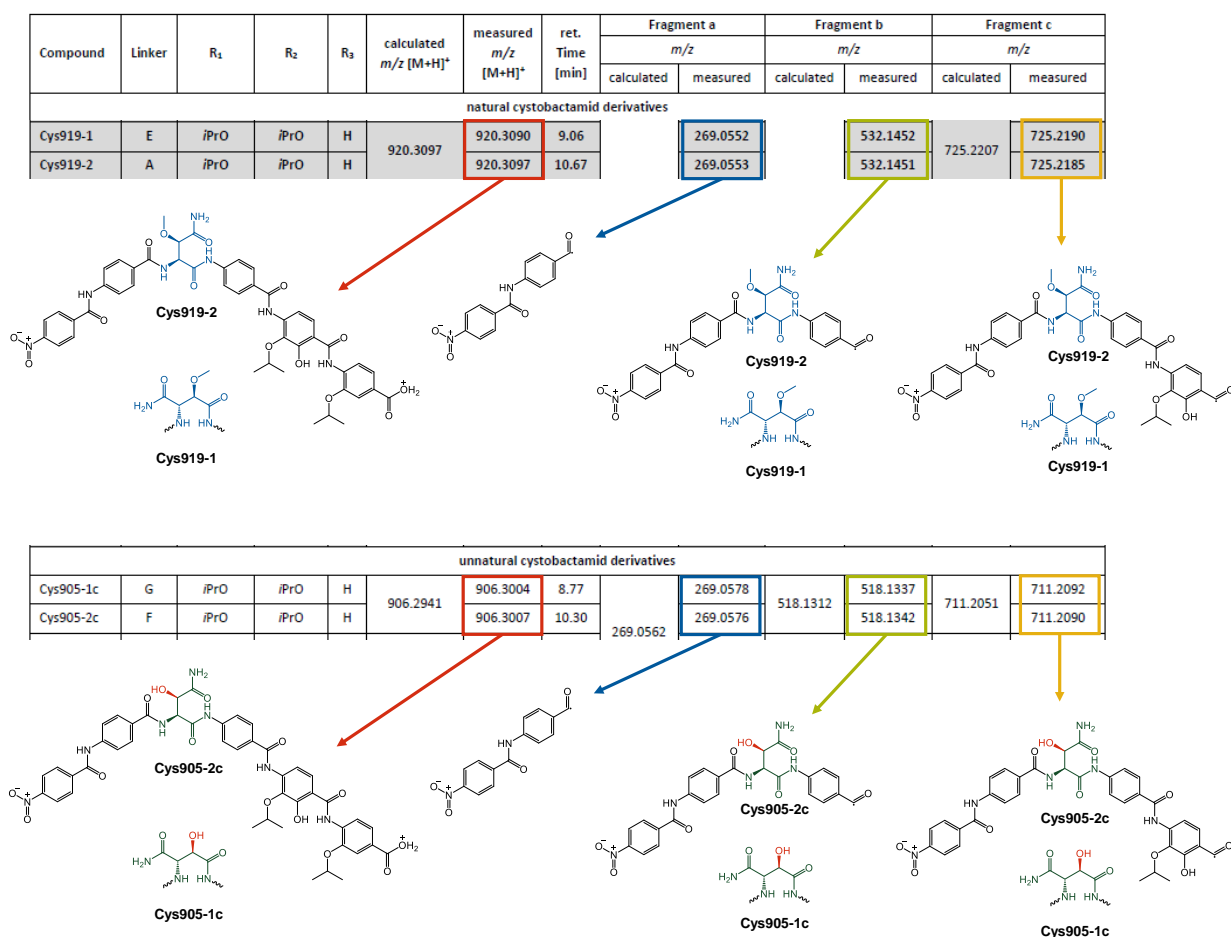 Compound Linker R₁ R₂ R₃ calculated m/z [M+H]⁺ measured m/z [M+H]⁺ ret. Time [min] Fragment a Fragment b Fragment c
m/z m/z m/z
calculated measured calculated measured calculated measured
natural cystobactamid derivatives
Cys919-1 E iPrO iPrO H 920.3097 920.3090 9.06 269.0552 532.1452 725.2207 725.2190
Cys919-2 A iPrO iPrO H 920.3097 10.67 269.0553 532.1451 725.2185
Cys919-2
Cys919-1
Cys919-2
Cys919-1
Cys919-2
Cys919-1
unnatural cystobactamid derivatives
Cys905-1c G iPrO iPrO H 906.2941 906.3004 8.77 269.0562 269.0578 518.1312 518.1337 711.2051 711.2092
Cys905-2c F iPrO iPrO H 906.3007 10.30 269.0576 518.1342 711.2090
Cys905-2c
Cys905-1c
Cys905-2c
Cys905-1c
Cys905-2c
Cys905-1c